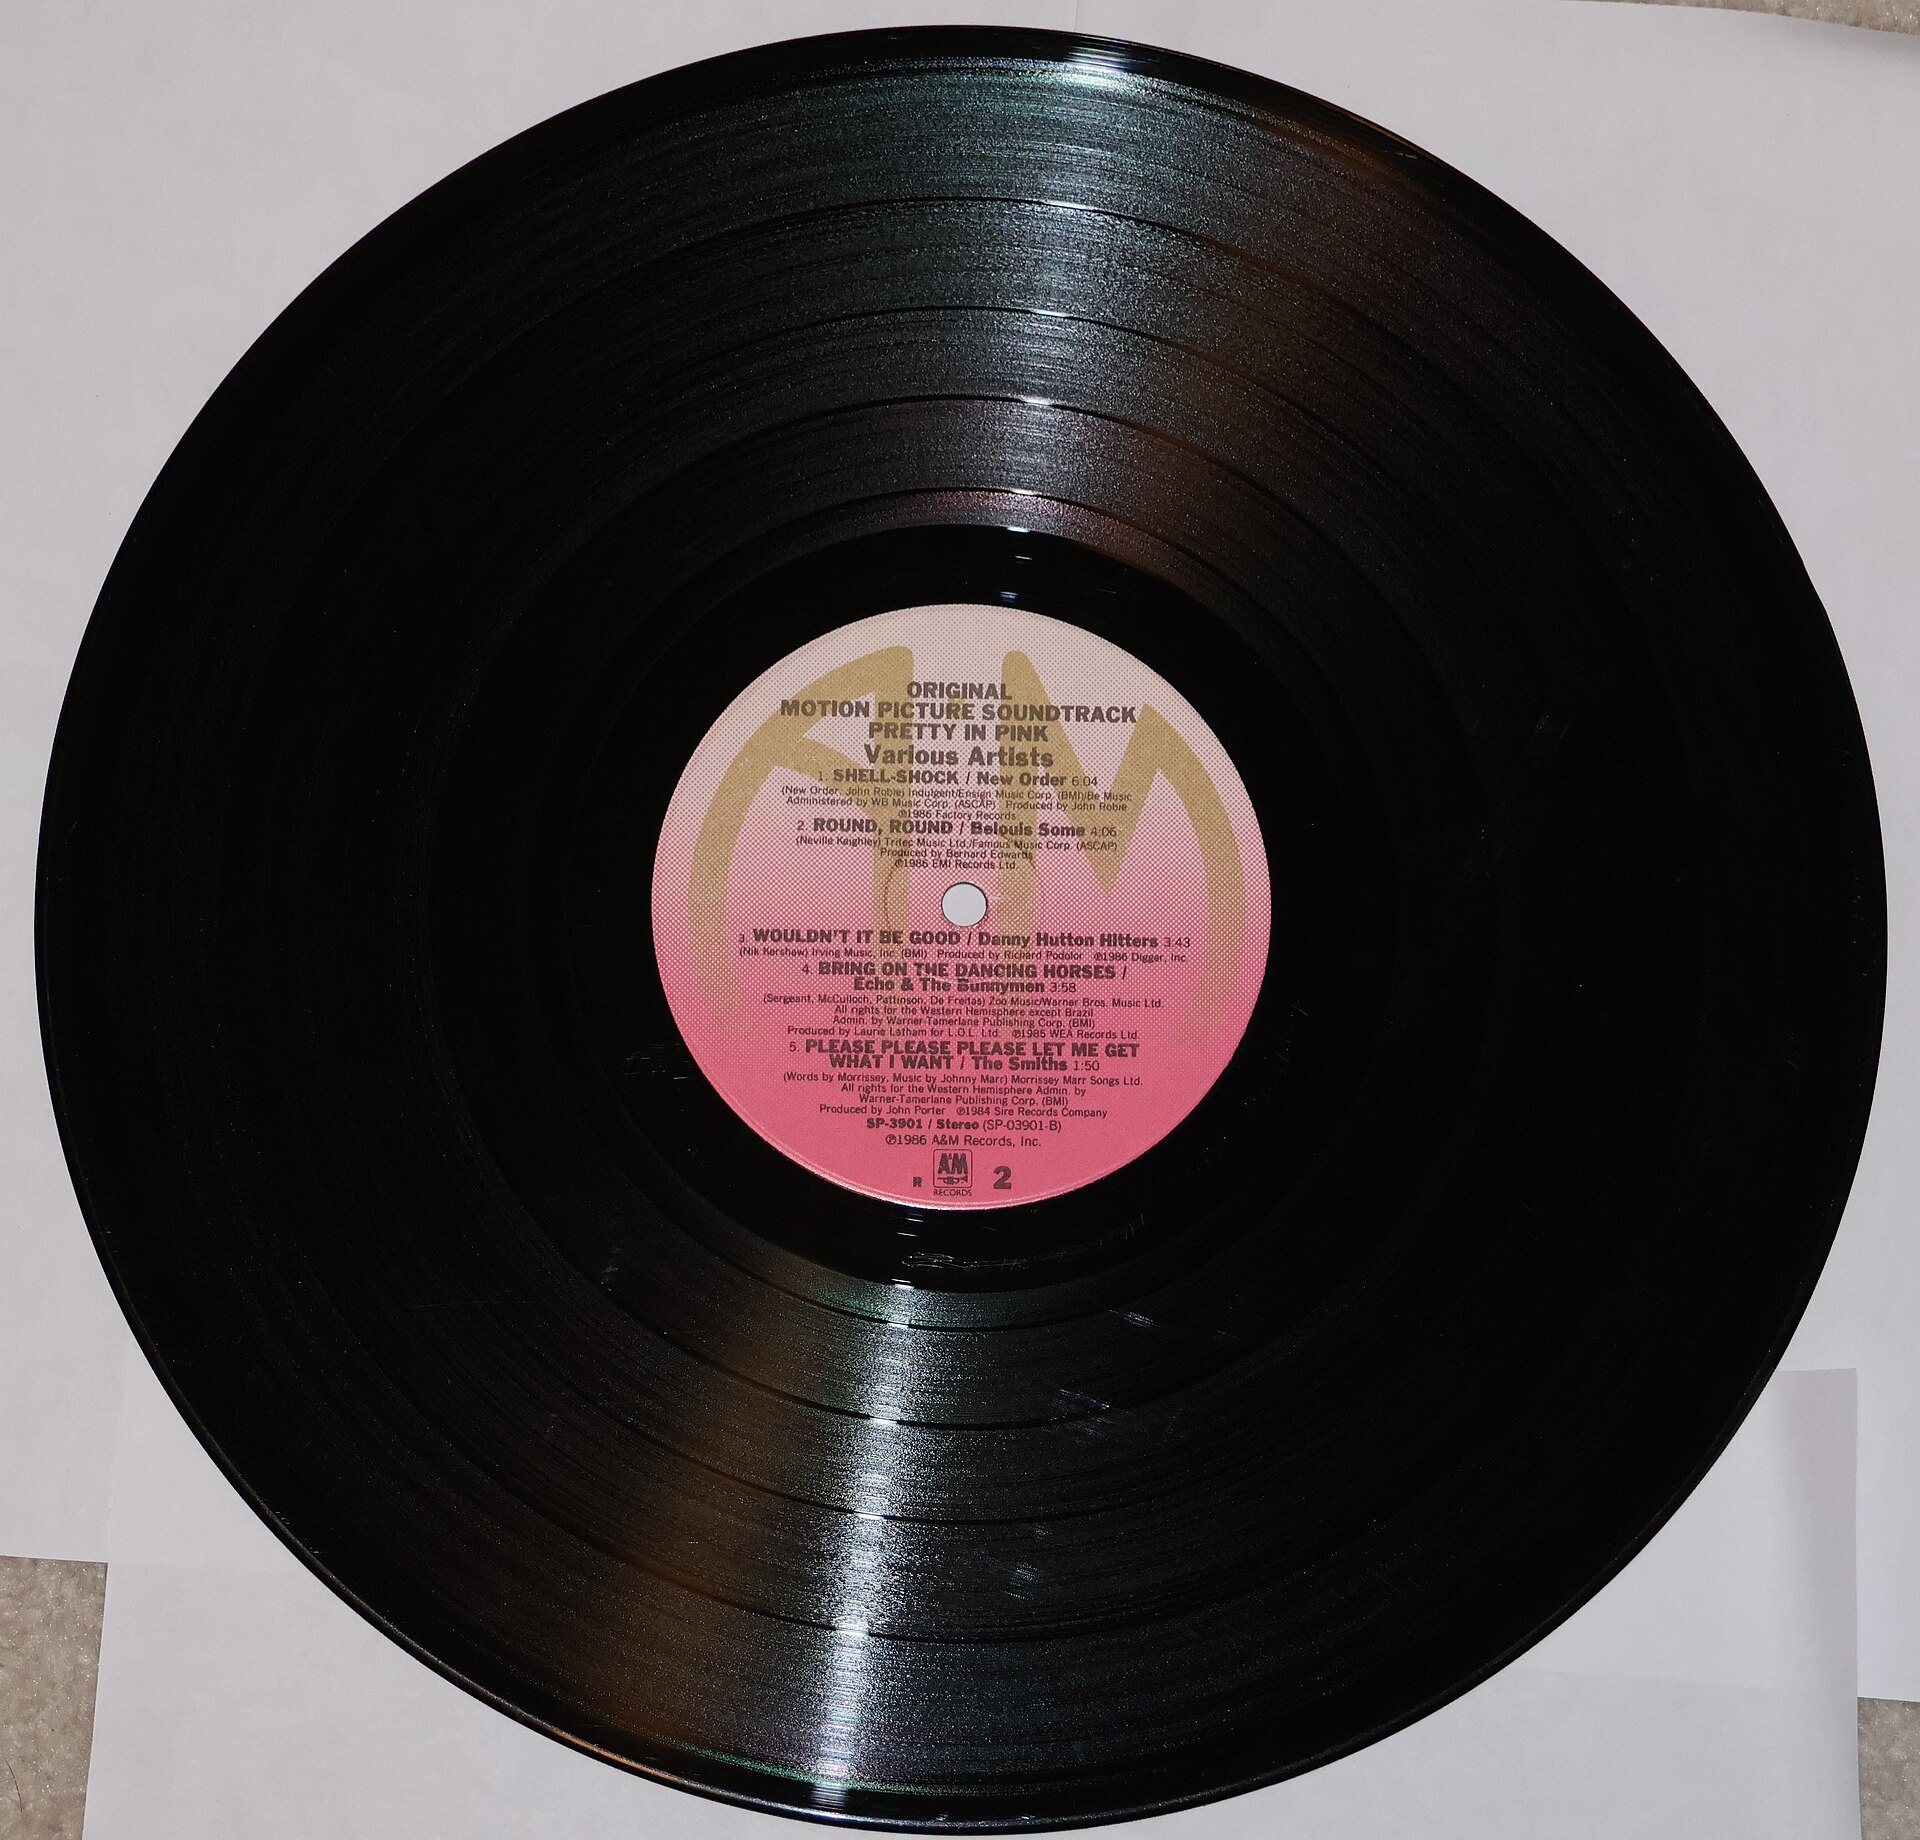 ORIGINAL
MOTION PICTURE SOUNDTRACK
PRETTY IN PINK
Various Artists
1. SHELL-SHOCK / New Order 6:04
(New Order, John Robie) Indulgent/Ensign Music Corp. (BMI)/Be Music
Administered by WB Music Corp. (ASCAP) Produced by John Robie
℗1986 Factory Records
2. ROUND, ROUND / Belouis Some 4:06
(Neville Keighley) Tritec Music Ltd./Famous Music Corp. (ASCAP)
Produced by Bernard Edwards
℗1986 EMI Records Ltd.
3. WOULDN'T IT BE GOOD / Danny Hutton Hitters 3:43
(Nik Kershaw) Irving Music, Inc. (BMI) Produced by Richard Podolor ℗1986 Digger, Inc.
4. BRING ON THE DANCING HORSES /
Echo & The Bunnymen 3:58
(Sergeant, McCulloch, Pattinson, De Freitas) Zoo Music/Warner Bros. Music Ltd.
All rights for the Western Hemisphere except Brazil
Admin. by Warner-Tamerlane Publishing Corp. (BMI)
Produced by Laurie Latham for L.O.L. Ltd. ℗1985 WEA Records Ltd.
5. PLEASE PLEASE PLEASE LET ME GET
WHAT I WANT / The Smiths 1:50
(Words by Morrissey, Music by Johnny Marr) Morrissey Marr Songs Ltd.
All rights for the Western Hemisphere Admin. by
Warner-Tamerlane Publishing Corp. (BMI)
Produced by John Porter ℗1984 Sire Records Company
SP-3901 / Stereo (SP-03901-B)
℗1986 A&M Records, Inc.
R A&M RECORDS 2